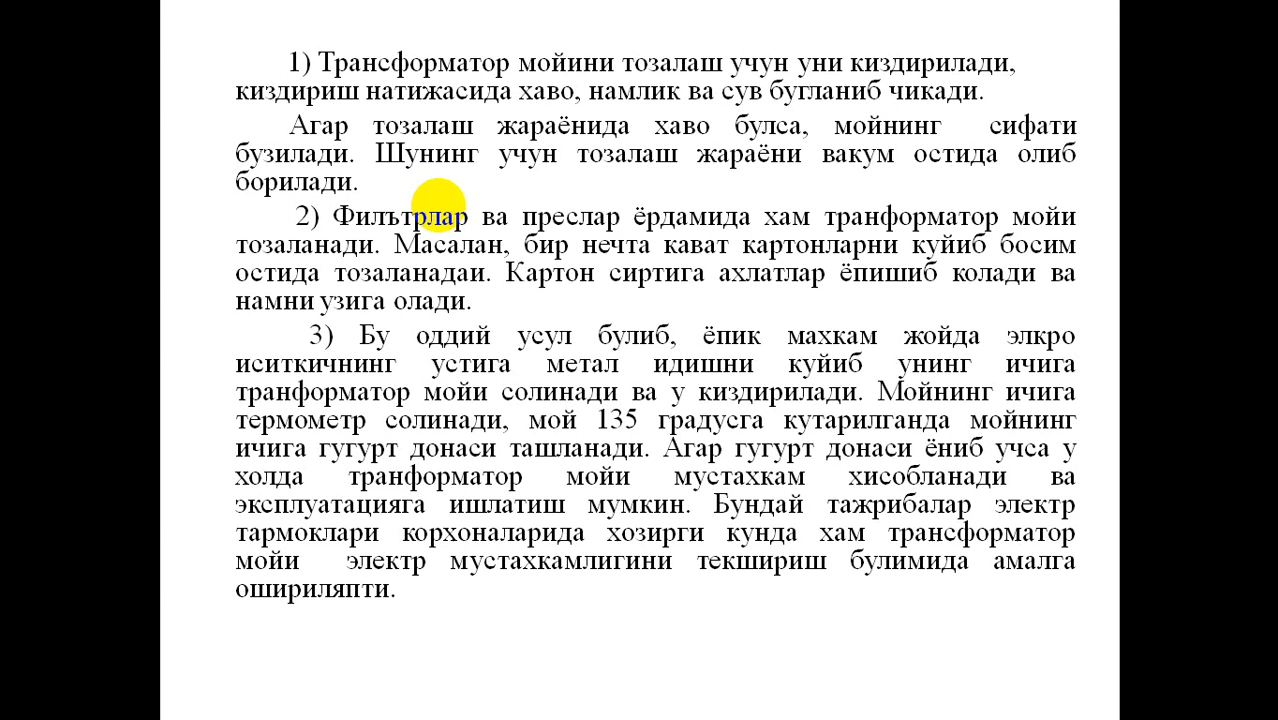 1) Трансформатор мойини тозалаш учун уни киздирилади,
киздириш натижасида хаво, намлик ва сув бугланиб чикади.
Агар тозалаш жараёнида хаво булса, мойнинг сифати
бузилади. Шунинг учун тозалаш жараёни вакум остида олиб
борилади.
2) Филътрлар ва преслар ёрдамида хам транформатор мойи
тозаланади. Масалан, бир нечта кават картонларни куйиб босим
остида тозаланадаи. Картон сиртига ахлатлар ёпишиб колади ва
намни узига олади.
3) Бу оддий усул булиб, ёпик махкам жойда элкро
иситкичнинг устига метал идишни куйиб унинг ичига
транформатор мойи солинади ва у киздирилади. Мойнинг ичига
термометр солинади, мой 135 градусга кутарилганда мойнинг
ичига гугурт донаси ташланади. Агар гугурт донаси ёниб учса у
холда транформатор мойи мустахкам хисобланади ва
эксплуатацияга ишлатиш мумкин. Бундай тажрибалар электр
тармоклари корхоналарида хозирги кунда хам трансформатор
мойи электр мустахкамлигини текшириш булимида амалга
ошириляпти.